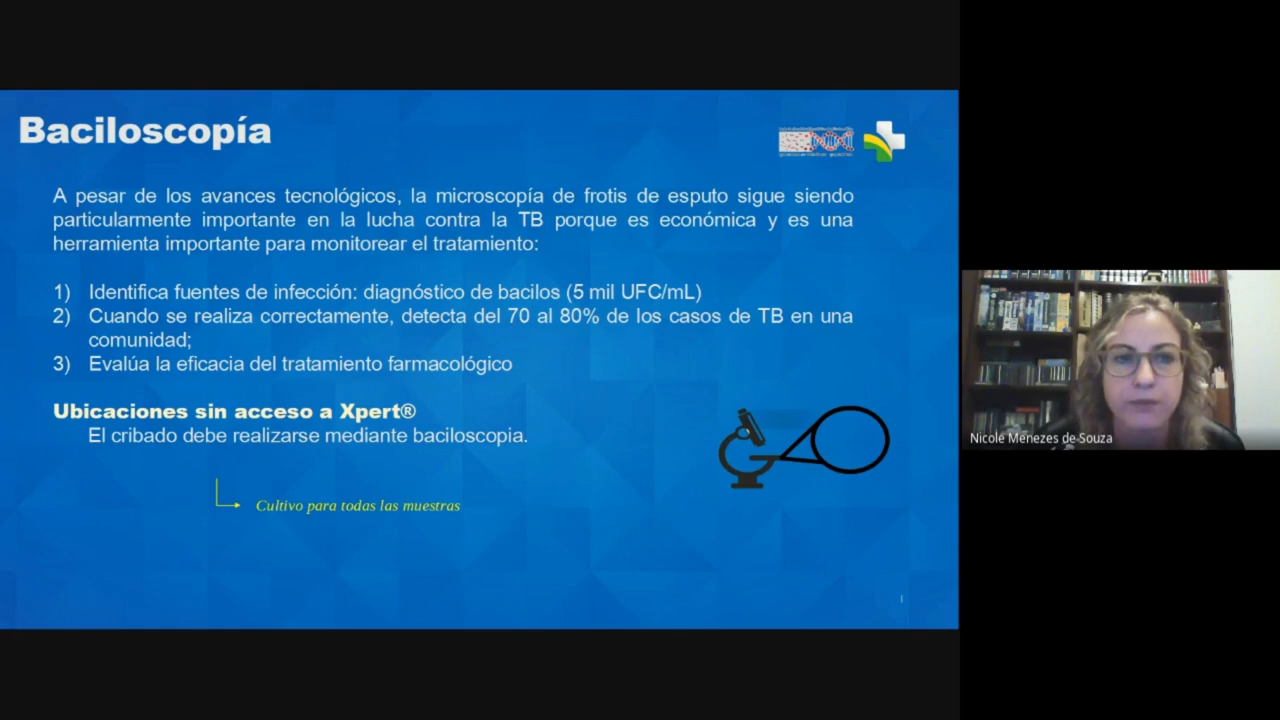 Baciloscopía
A pesar de los avances tecnológicos, la microscopía de frotis de esputo sigue siendo
particularmente importante en la lucha contra la TB porque es económica y es una
herramienta importante para monitorear el tratamiento:
1) Identifica fuentes de infección: diagnóstico de bacilos (5 mil UFC/mL)
2) Cuando se realiza correctamente, detecta del 70 al 80% de los casos de TB en una
comunidad;
3) Evalúa la eficacia del tratamiento farmacológico
Ubicaciones sin acceso a Xpert®
El cribado debe realizarse mediante baciloscopia.
Cultivo para todas las muestras
Nicole Menezes de Souza